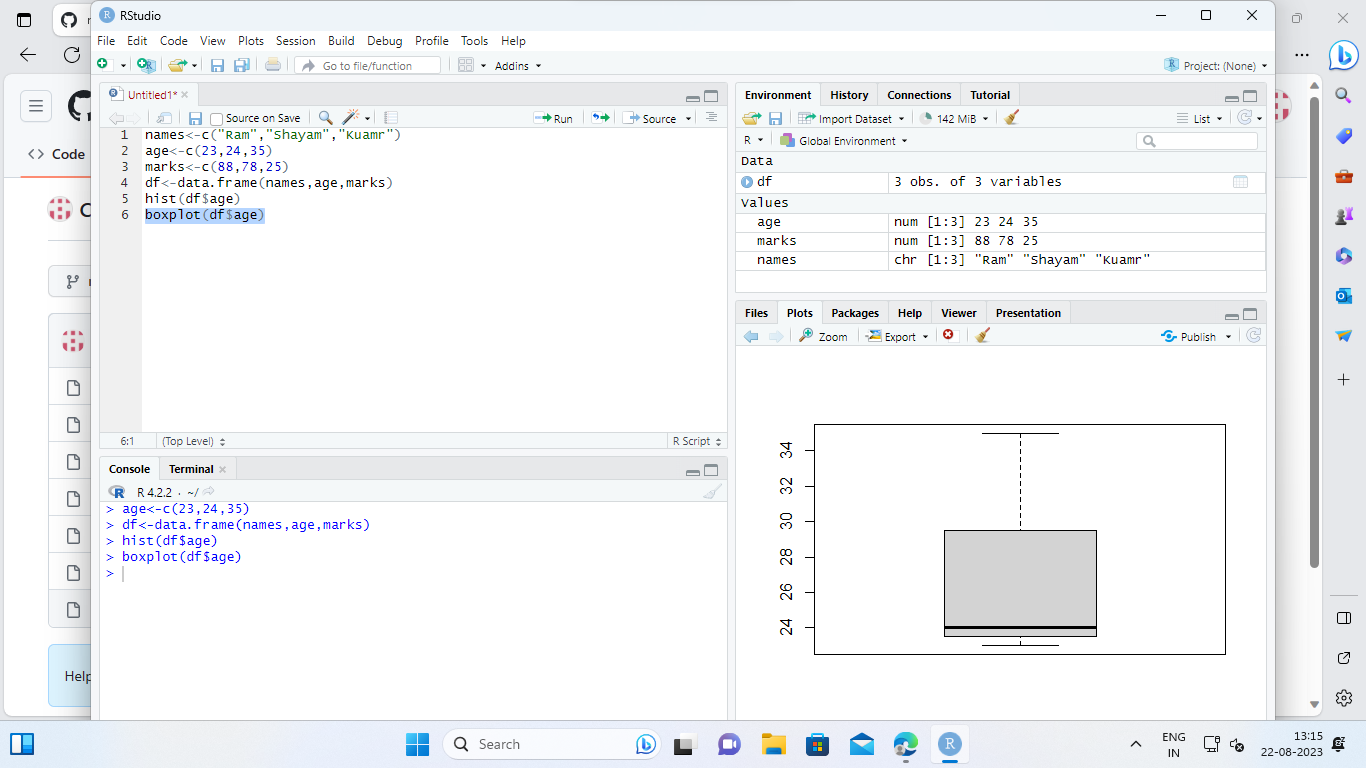 RStudio
File Edit Code View Plots Session Build Debug Profile Tools Help
Go to file/function Addins Project: (None)
Untitled1*
Source on Save Run Source
1 names<-c("Ram","Shayam","Kuamr")
2 age<-c(23,24,35)
3 marks<-c(88,78,25)
4 df<-data.frame(names,age,marks)
5 hist(df$age)
6 boxplot(df$age)
6:1 (Top Level) R Script
Console Terminal
R R 4.2.2 · ~/
> age<-c(23,24,35)
> df<-data.frame(names,age,marks)
> hist(df$age)
> boxplot(df$age)
>
Environment History Connections Tutorial
Import Dataset 142 MiB List
R Global Environment
Data
df 3 obs. of 3 variables
Values
age num [1:3] 23 24 35
marks num [1:3] 88 78 25
names chr [1:3] "Ram" "Shayam" "Kuamr"
Files Plots Packages Help Viewer Presentation
Zoom Export Publish
34
32
30
28
26
24
<> Code
Help
Search
ENG
IN
13:15
22-08-2023